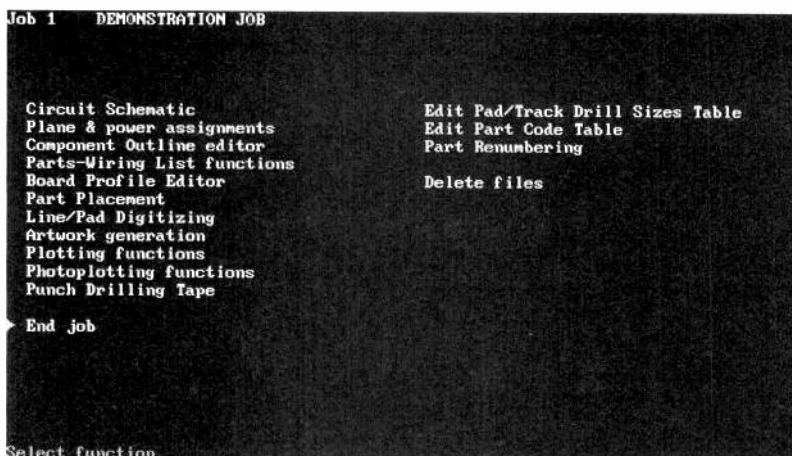 Job 1 DEMONSTRATION JOB
Circuit Schematic
Plane & power assignments
Component Outline editor
Parts-Wiring List functions
Board Profile Editor
Part Placement
Line/Pad Digitizing
Artwork generation
Plotting functions
Photoplotting functions
Punch Drilling Tape
End job
Edit Pad/Track Drill Sizes Table
Edit Part Code Table
Part Renumbering
Delete files
Select function